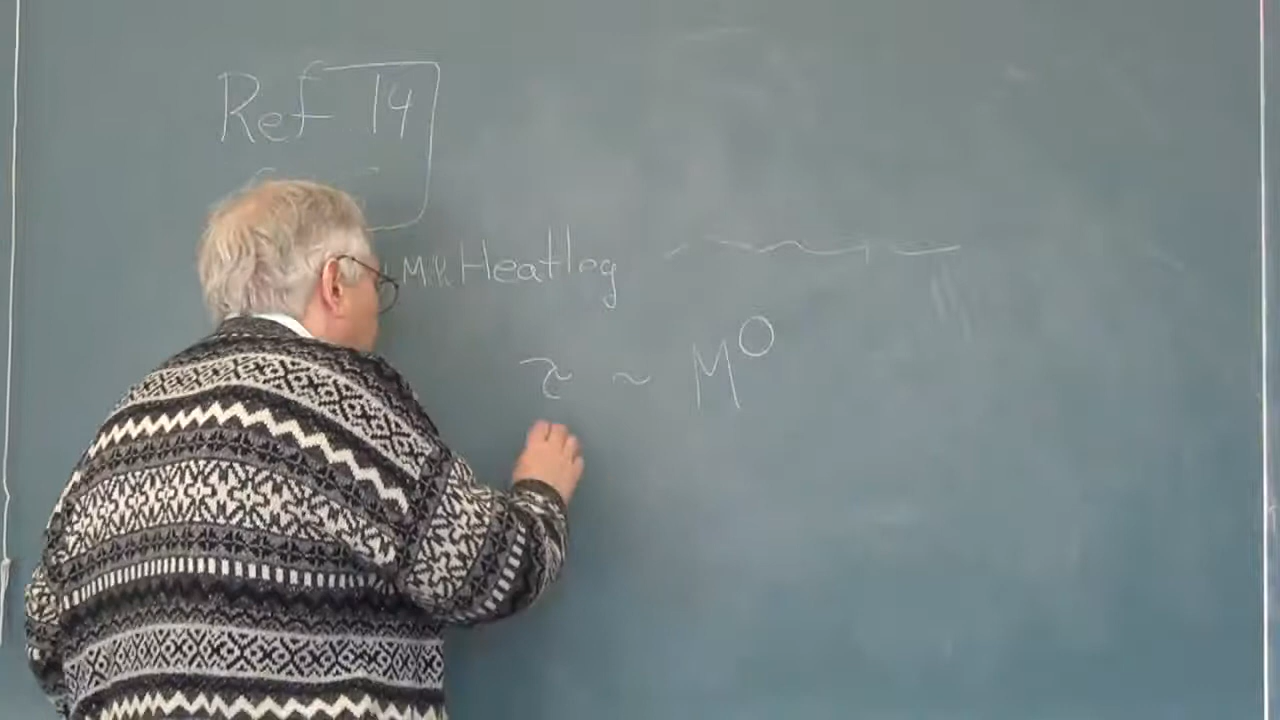 Ref 14
Heatley
τ ~ M⁰